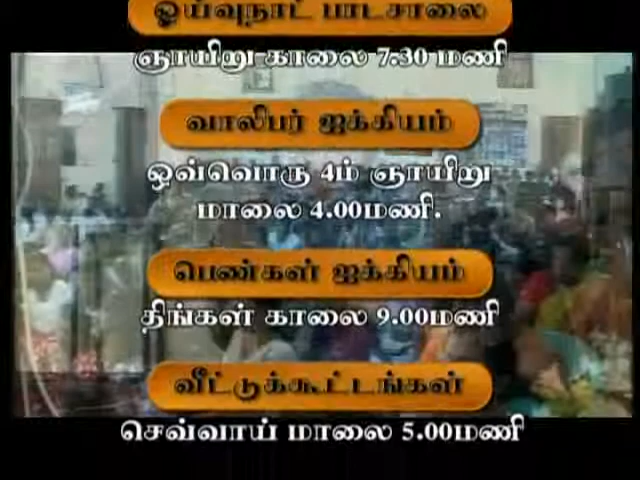 ஓய்வுநாட் பாடசாலை
ஞாயிறு காலை 7.30 மணி
வாலிபர் ஐக்கியம்
ஒவ்வொரு 4ம் ஞாயிறு
மாலை 4.00மணி.
பெண்கள் ஐக்கியம்
திங்கள் காலை 9.00மணி
வீட்டுக்கூட்டங்கள்
செவ்வாய் மாலை 5.00மணி